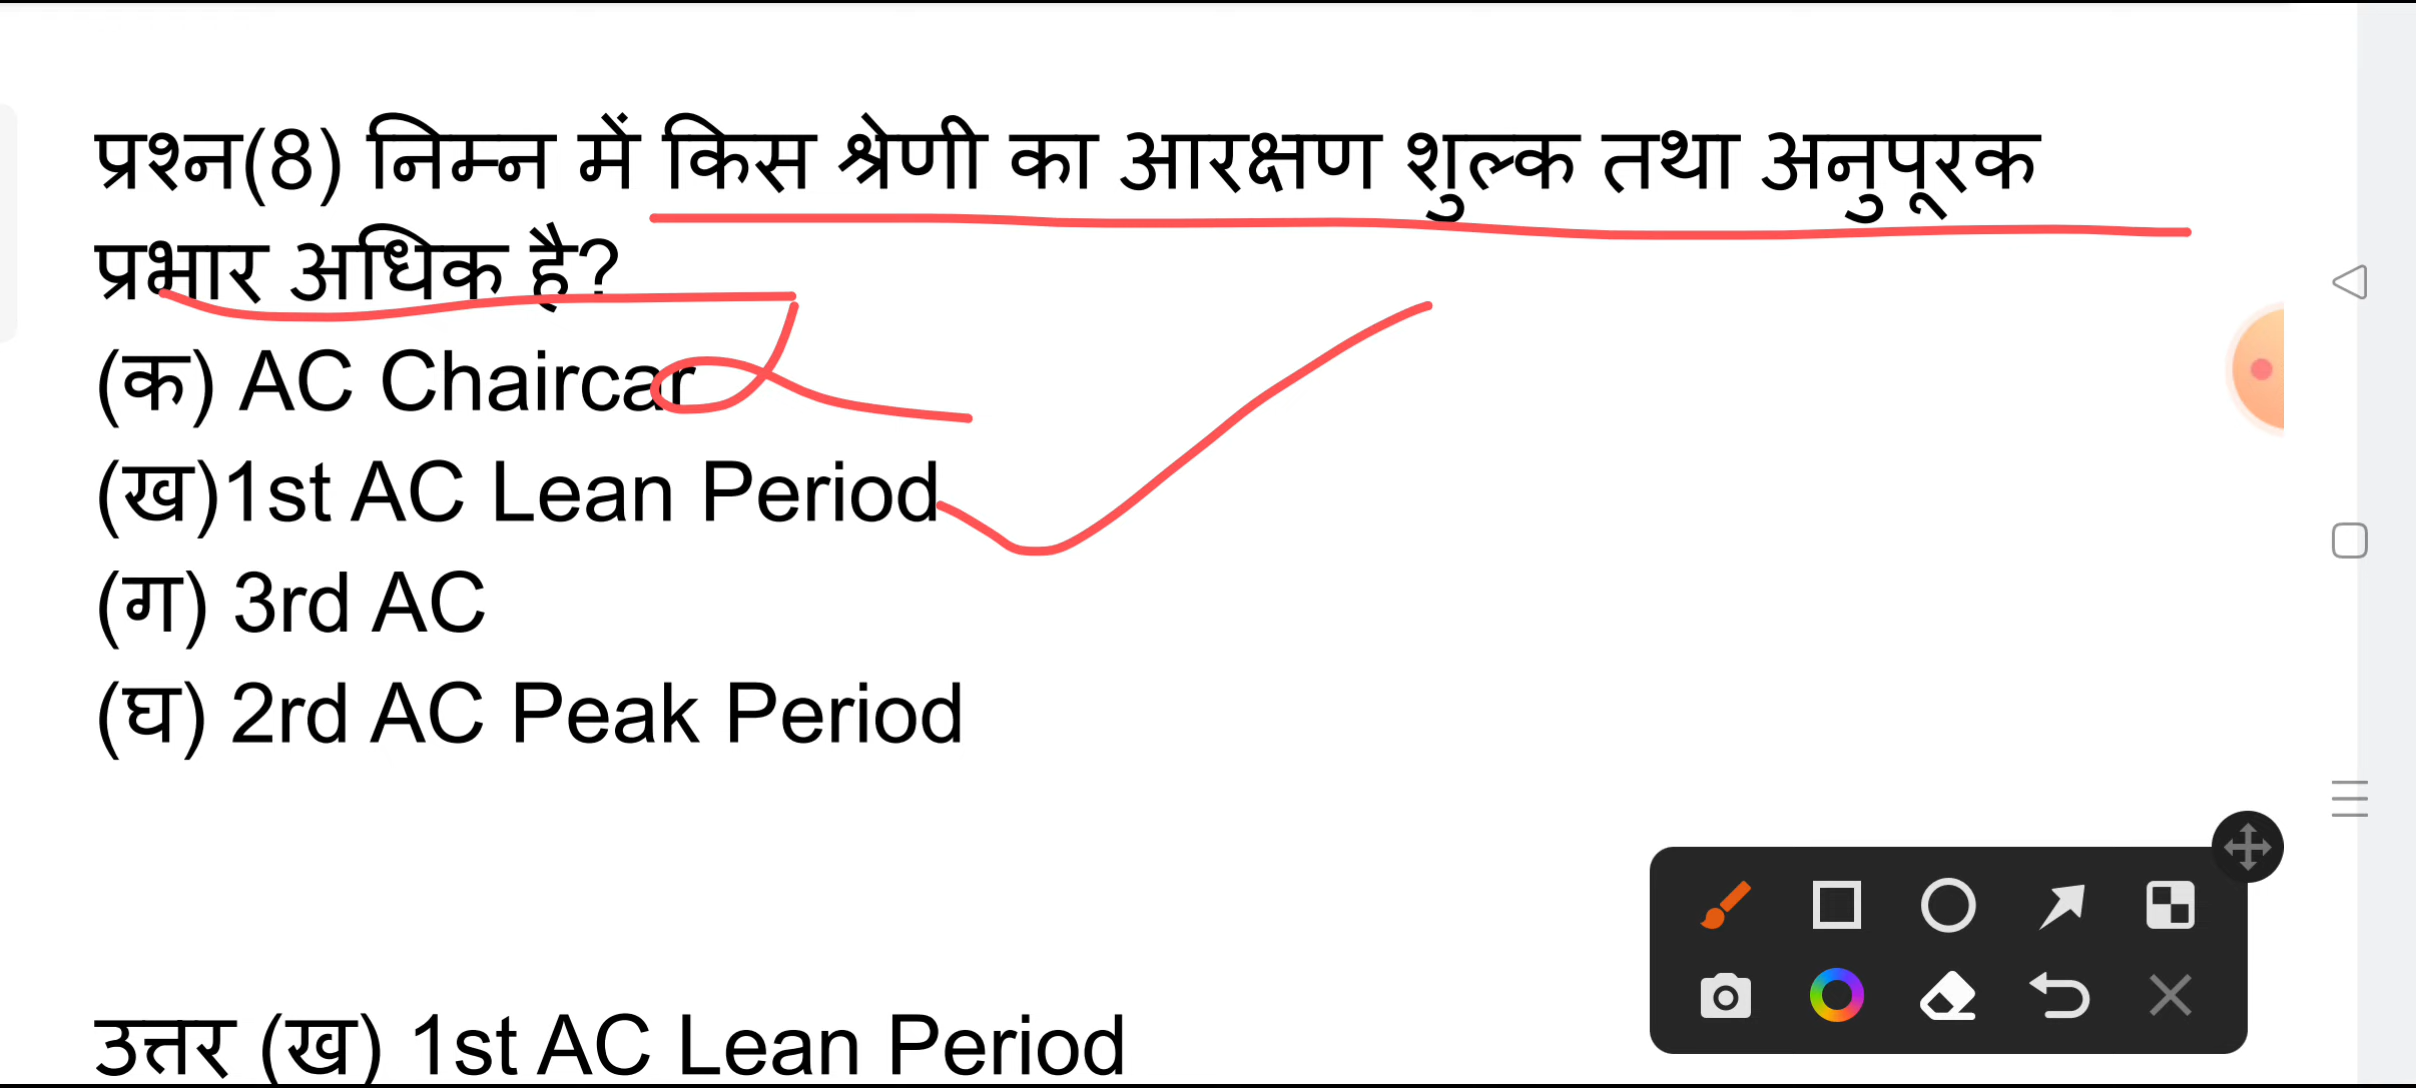 प्रश्न(8) निम्न में किस श्रेणी का आरक्षण शुल्क तथा अनुपूरक
प्रभार अधिक है?
(क) AC Chaircar
(ख)1st AC Lean Period
(ग) 3rd AC
(घ) 2rd AC Peak Period
उत्तर (ख) 1st AC Lean Period